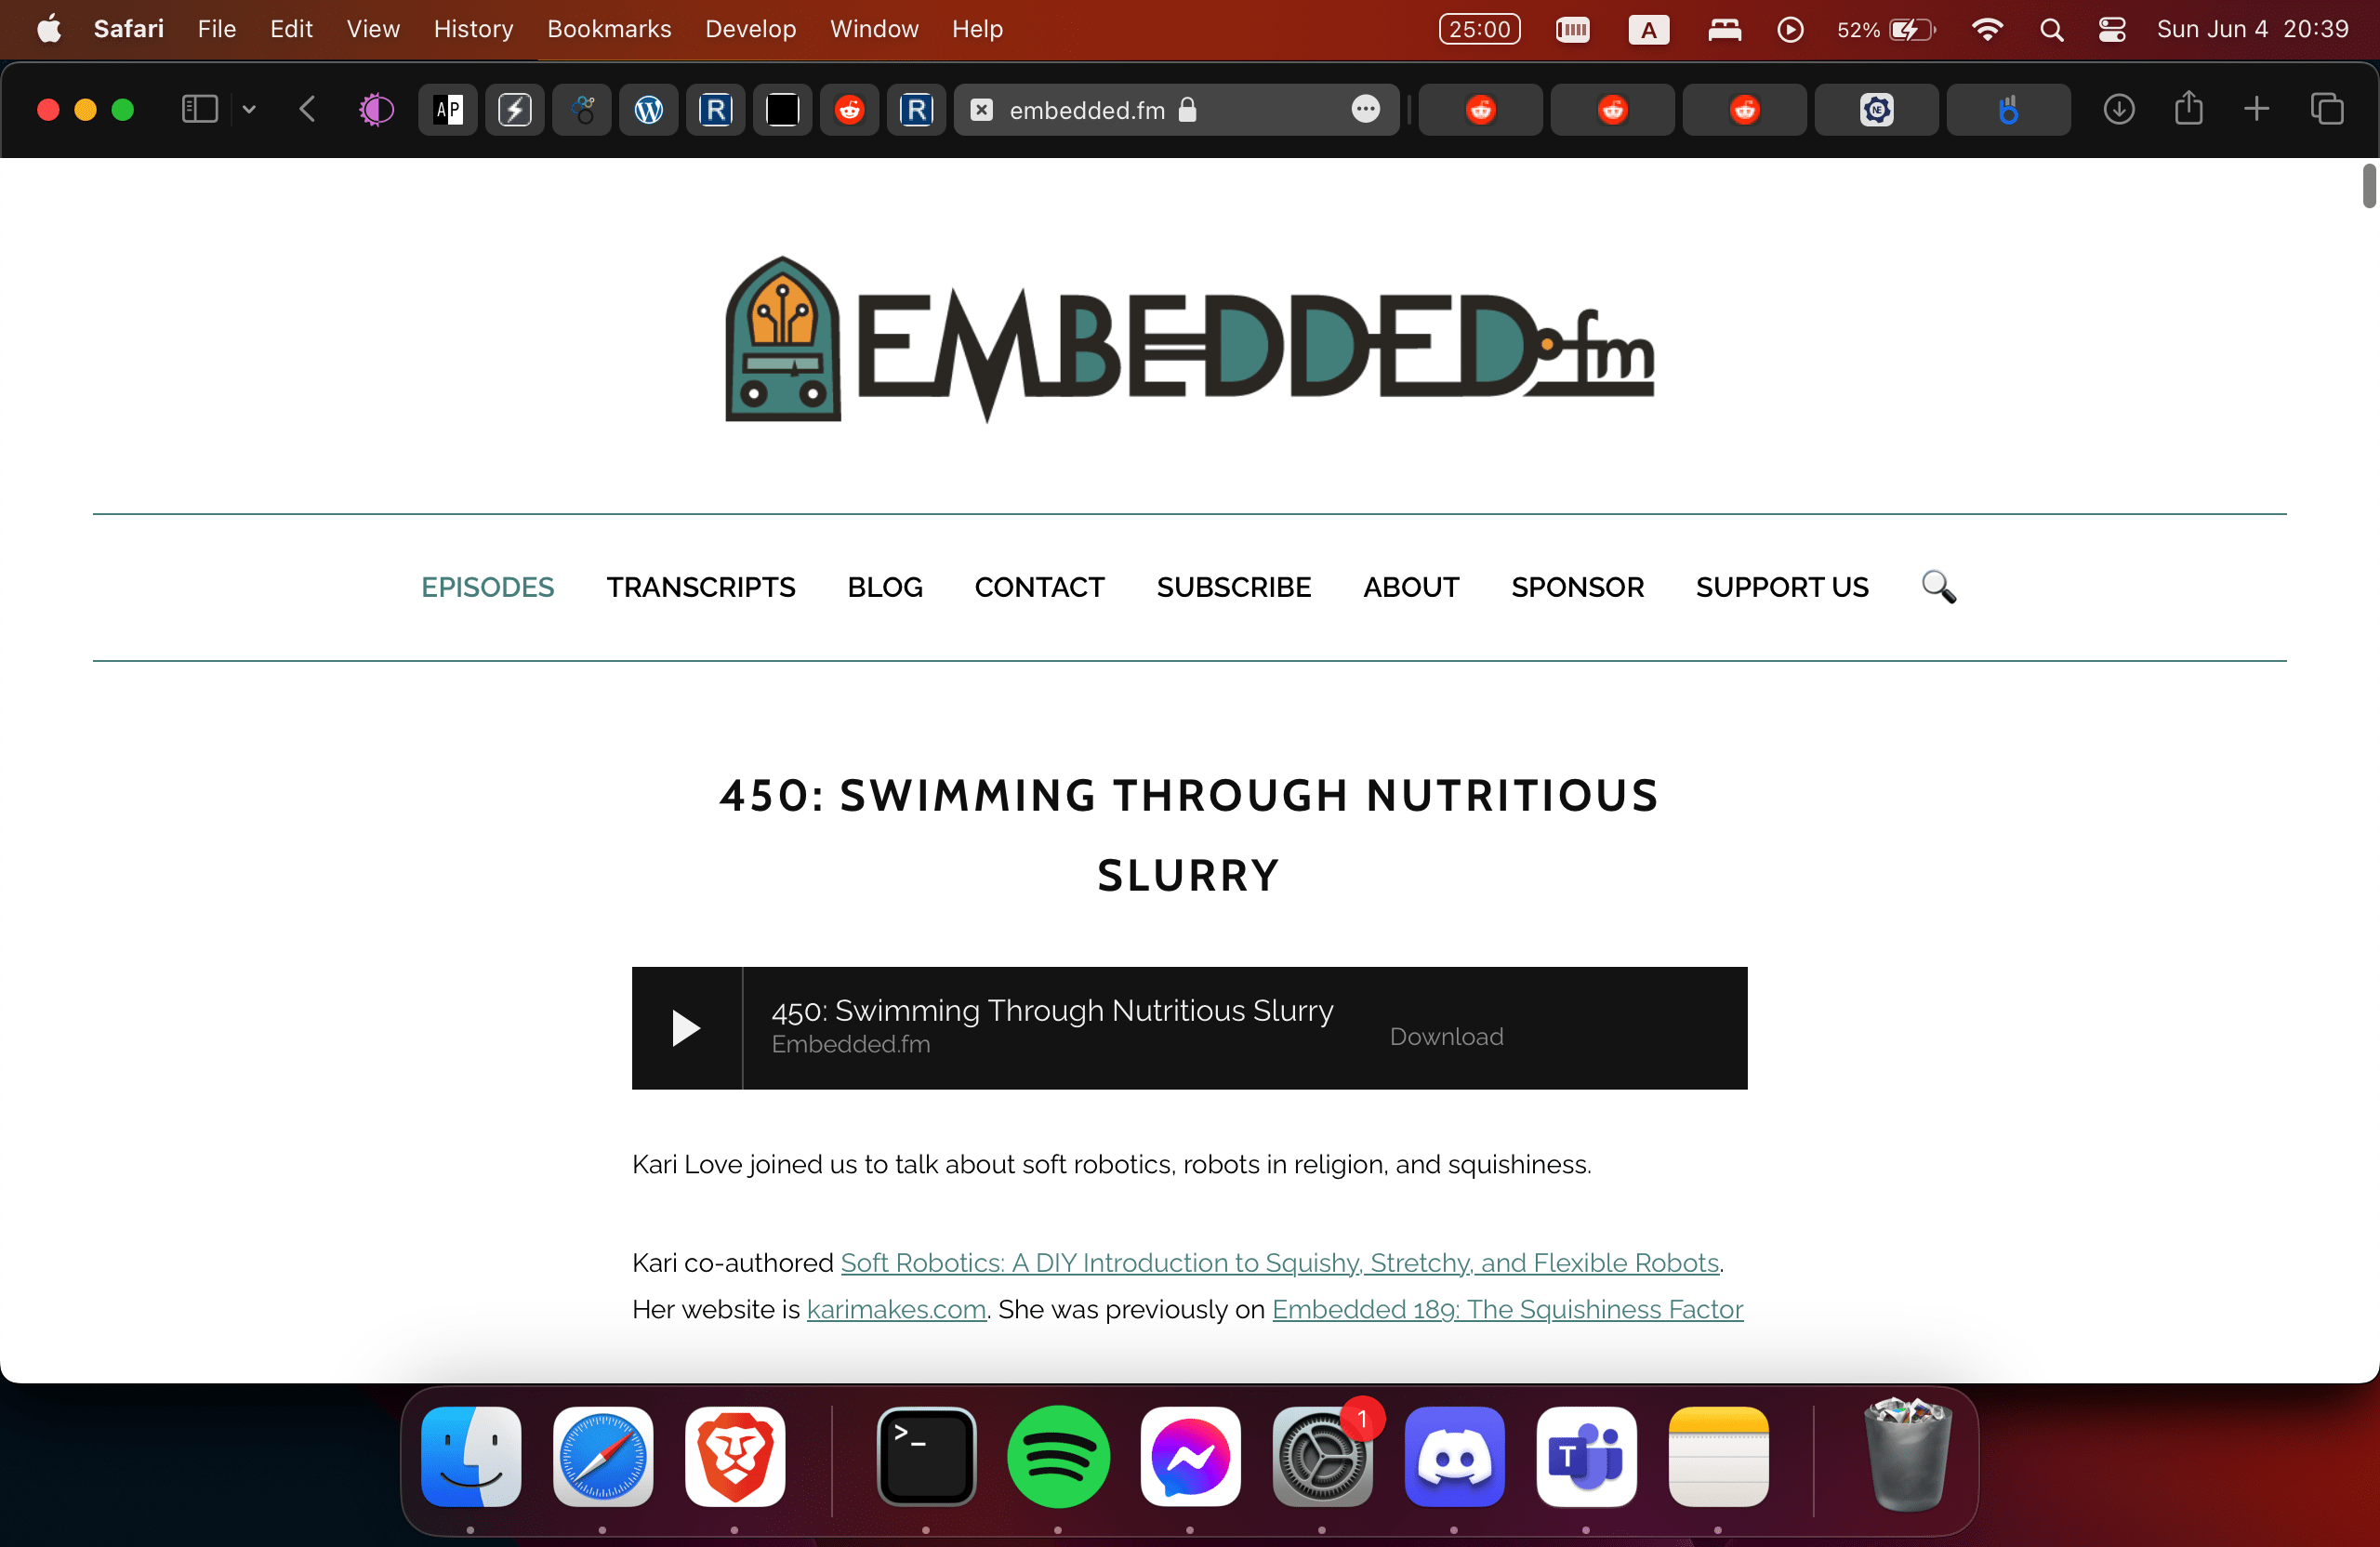 Safari File Edit View History Bookmarks Develop Window Help 25:00 A 52% Sun Jun 4 20:39
AP R R embedded.fm NE
EMBEDDED.fm
EPISODES TRANSCRIPTS BLOG CONTACT SUBSCRIBE ABOUT SPONSOR SUPPORT US
450: SWIMMING THROUGH NUTRITIOUS
SLURRY
450: Swimming Through Nutritious Slurry
Embedded.fm
Download
Kari Love joined us to talk about soft robotics, robots in religion, and squishiness.
Kari co-authored Soft Robotics: A DIY Introduction to Squishy, Stretchy, and Flexible Robots.
Her website is karimakes.com. She was previously on Embedded 189: The Squishiness Factor
>_ 1 T